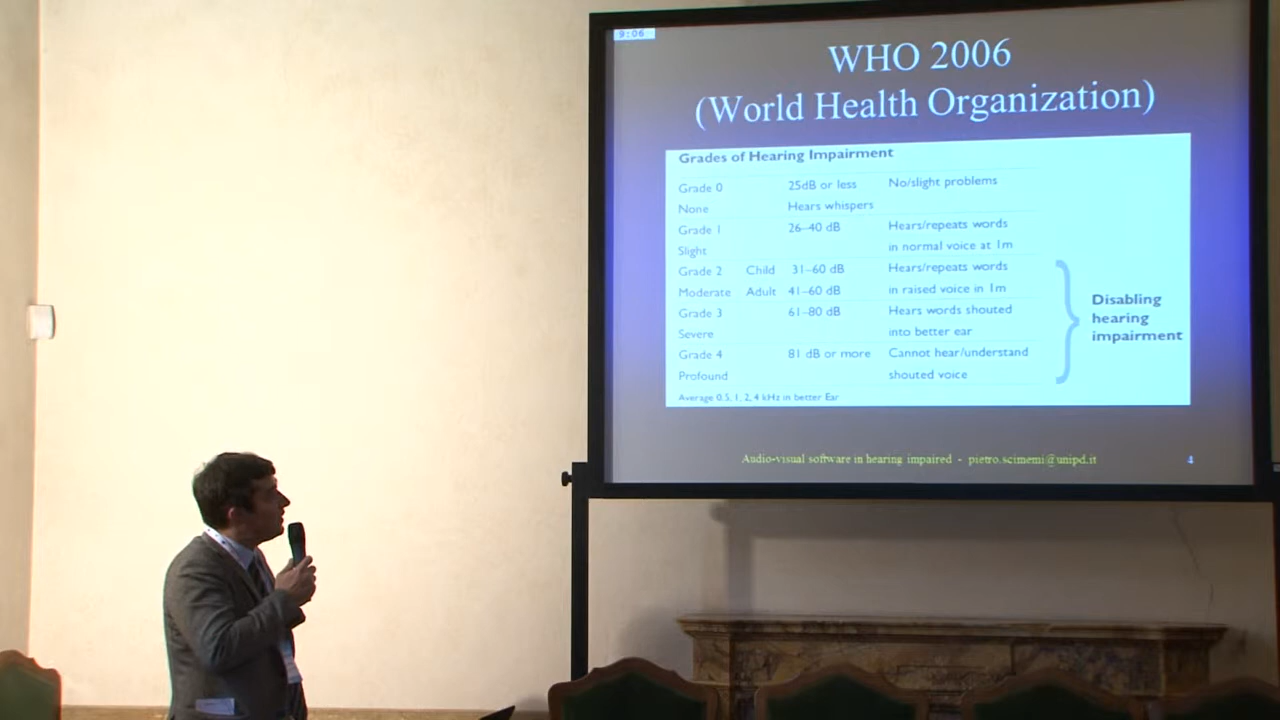 9:06
WHO 2006
(World Health Organization)
Grades of Hearing Impairment
Grade 0 25dB or less No/slight problems
None Hears whispers
Grade 1 26–40 dB Hears/repeats words
Slight in normal voice at 1m
Grade 2 Child 31–60 dB Hears/repeats words
Moderate Adult 41–60 dB in raised voice in 1m
Grade 3 61–80 dB Hears words shouted
Severe into better ear
Grade 4 81 dB or more Cannot hear/understand
Profound shouted voice
Disabling
hearing
impairment
Average 0.5, 1, 2, 4 kHz in better Ear
Audio-visual software in hearing impaired - pietro.scimemi@unipd.it 4